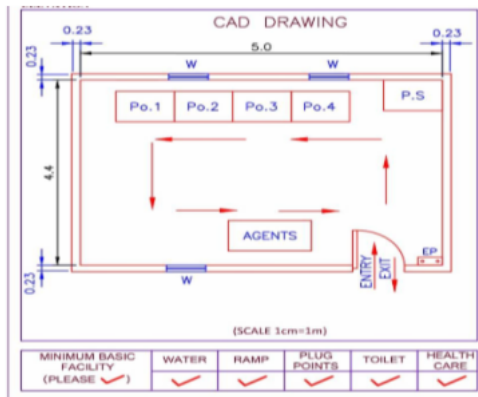 CAD DRAWING
0.23
5.0
0.23
0.23
W
W
Po.1
Po.2
Po.3
Po.4
P.S
4.4
AGENTS
EP
ENTRY
EXIT
0.23
W
(SCALE 1cm=1m)
MINIMUM BASIC
FACILITY
(PLEASE ✓)
WATER
RAMP
PLUG
POINTS
TOILET
HEALTH
CARE